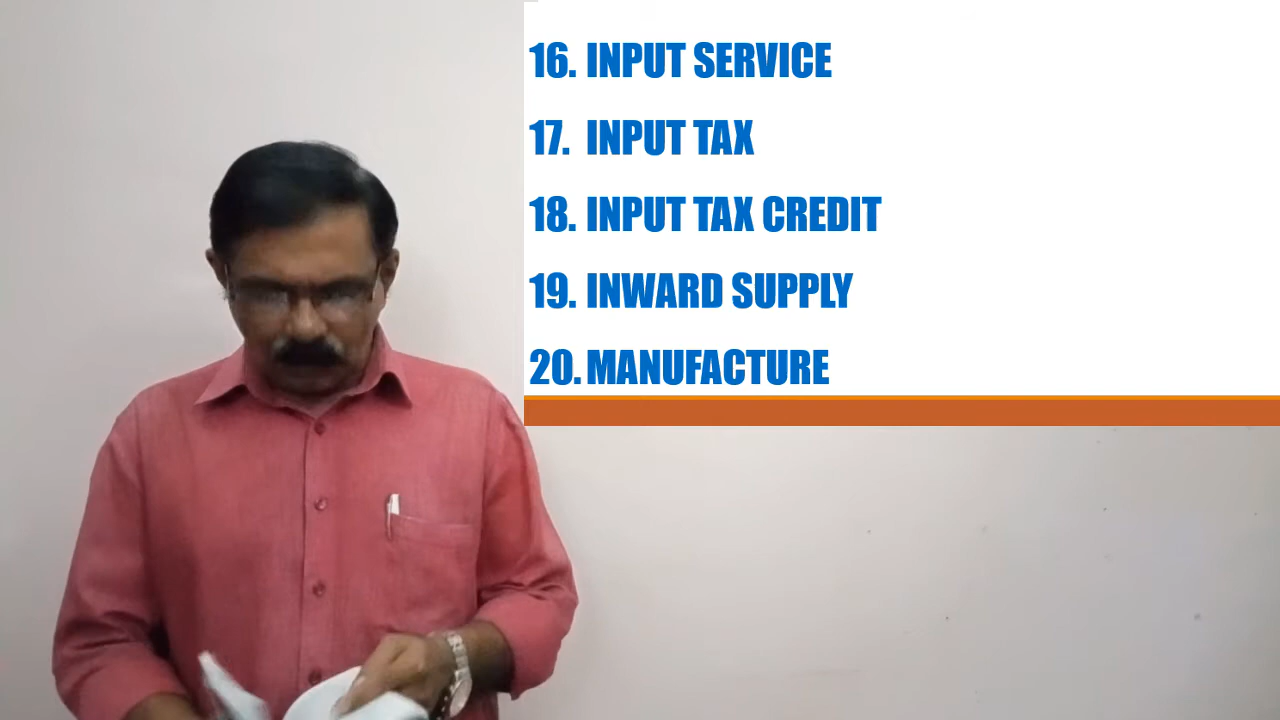 16. INPUT SERVICE
17. INPUT TAX
18. INPUT TAX CREDIT
19. INWARD SUPPLY
20. MANUFACTURE